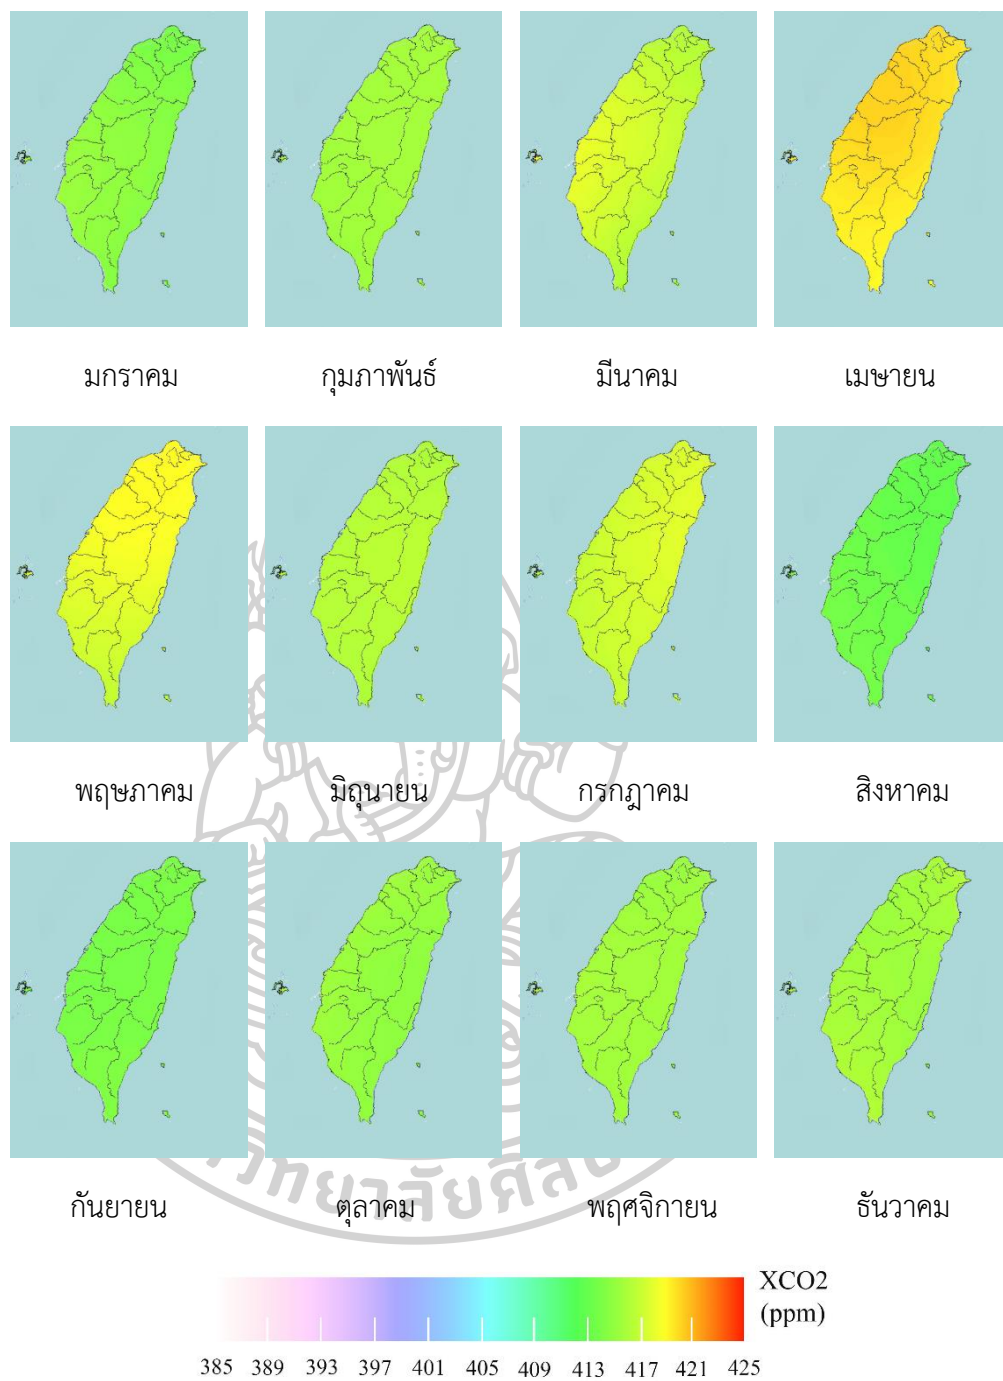 มกราคม กุมภาพันธ์ มีนาคม เมษายน
พฤษภาคม มิถุนายน กรกฎาคม สิงหาคม
กันยายน ตุลาคม พฤศจิกายน ธันวาคม
XCO2
(ppm)
385 389 393 397 401 405 409 413 417 421 425